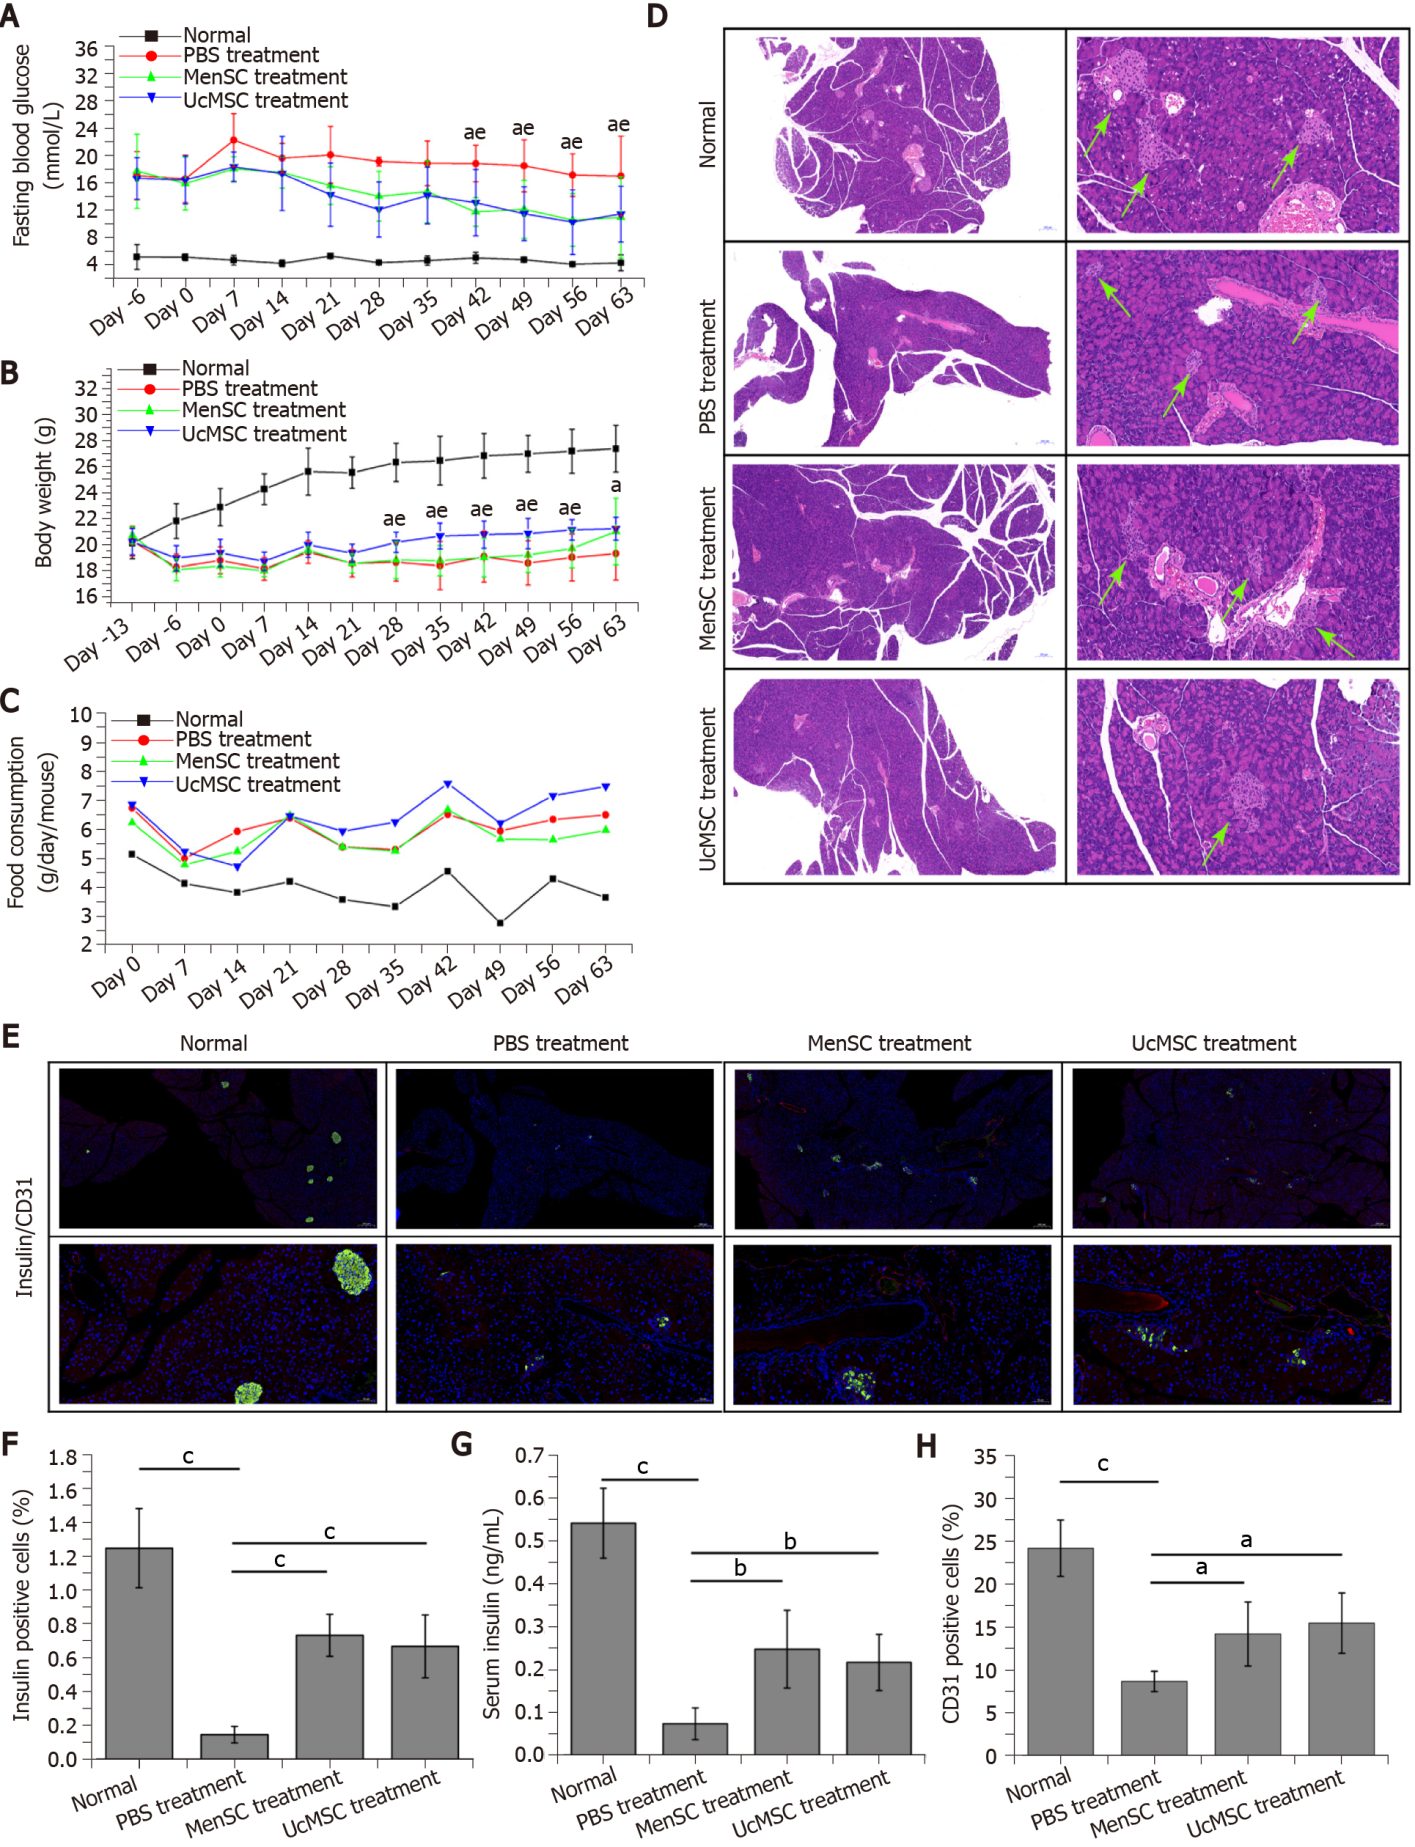 A
Normal
PBS treatment
MenSC treatment
UcMSC treatment
Fasting blood glucose
(mmol/L)
36
32
28
24
20
16
12
8
4
ae ae ae ae
Day -6 Day 0 Day 7 Day 14 Day 21 Day 28 Day 35 Day 42 Day 49 Day 56 Day 63
B
Normal
PBS treatment
MenSC treatment
UcMSC treatment
Body weight (g)
32
30
28
26
24
22
20
18
16
ae ae ae ae ae a
Day -13 Day -6 Day 0 Day 7 Day 14 Day 21 Day 28 Day 35 Day 42 Day 49 Day 56 Day 63
C
Normal
PBS treatment
MenSC treatment
UcMSC treatment
Food consumption
(g/day/mouse)
10
9
8
7
6
5
4
3
2
Day 0 Day 7 Day 14 Day 21 Day 28 Day 35 Day 42 Day 49 Day 56 Day 63
D
Normal
PBS treatment
MenSC treatment
UcMSC treatment
E
Normal PBS treatment MenSC treatment UcMSC treatment
Insulin/CD31
F
Insulin positive cells (%)
1.8
1.6
1.4
1.2
1.0
0.8
0.6
0.4
0.2
0.0
c
c
c
Normal PBS treatment MenSC treatment UcMSC treatment
G
Serum insulin (ng/mL)
0.7
0.6
0.5
0.4
0.3
0.2
0.1
0.0
c
b
b
Normal PBS treatment MenSC treatment UcMSC treatment
H
CD31 positive cells (%)
35
30
25
20
15
10
5
0
c
a
a
Normal PBS treatment MenSC treatment UcMSC treatment